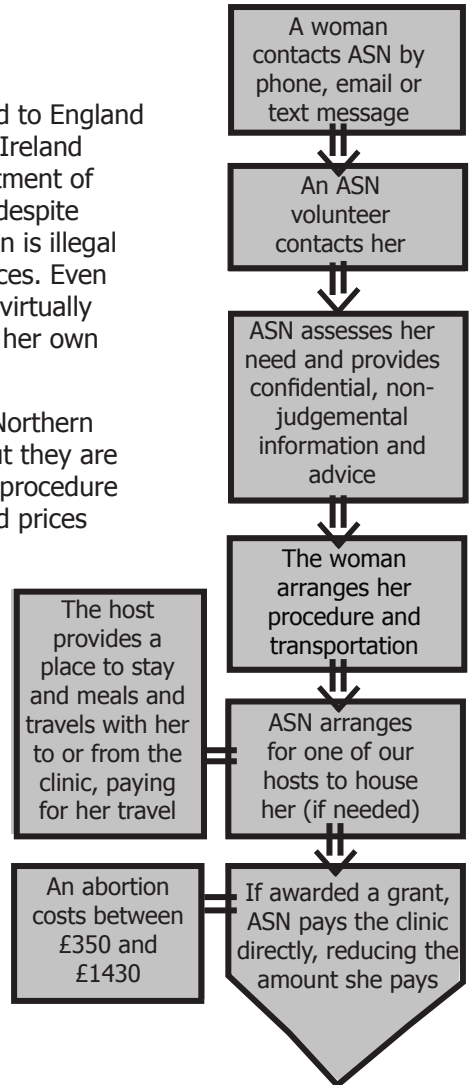 d to England
Ireland
tment of
despite
n is illegal
ces. Even
virtually
her own
Northern
ut they are
procedure
d prices
A woman
contacts ASN by
phone, email or
text message
An ASN
volunteer
contacts her
ASN assesses her
need and provides
confidential, non-
judgemental
information and
advice
The woman
arranges her
procedure and
transportation
The host
provides a
place to stay
and meals and
travels with her
to or from the
clinic, paying
for her travel
ASN arranges
for one of our
hosts to house
her (if needed)
An abortion
costs between
£350 and
£1430
If awarded a grant,
ASN pays the clinic
directly, reducing the
amount she pays